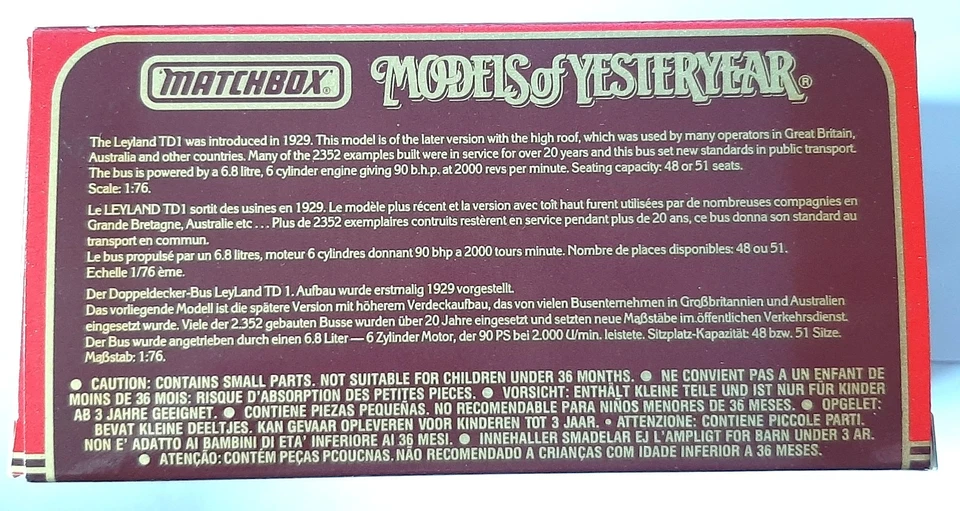 MATCHBOX® MODELS of YESTERYEAR®
The Leyland TD1 was introduced in 1929. This model is of the later version with the high roof, which was used by many operators in Great Britain,
Australia and other countries. Many of the 2352 examples built were in service for over 20 years and this bus set new standards in public transport.
The bus is powered by a 6.8 litre, 6 cylinder engine giving 90 b.h.p. at 2000 revs per minute. Seating capacity: 48 or 51 seats.
Scale: 1:76.
Le LEYLAND TD1 sortit des usines en 1929. Le modèle plus récent et la version avec toit haut furent utilisées par de nombreuses compagnies en
Grande Bretagne, Australie etc ... Plus de 2352 exemplaires contruits restèrent en service pendant plus de 20 ans, ce bus donna son standard au
transport en commun.
Le bus propulsé par un 6.8 litres, moteur 6 cylindres donnant 90 bhp a 2000 tours minute. Nombre de places disponibles: 48 ou 51.
Echelle 1/76 ème.
Der Doppeldecker-Bus LeyLand TD 1. Aufbau wurde erstmalig 1929 vorgestellt.
Das vorliegende Modell ist die spätere Version mit höherem Verdeckaufbau, das von vielen Busenternehmen in Großbritannien und Australien
eingesetzt wurde. Viele der 2.352 gebauten Busse wurden über 20 Jahre eingesetzt und setzten neue Maßstäbe im öffentlichen Verkehrsdienst.
Der Bus wurde angetrieben durch einen 6.8 Liter — 6 Zylinder Motor, der 90 PS bei 2.000 U/min. leistete. Sitzplatz-Kapazität: 48 bzw. 51 Sitze.
Maßstab: 1:76.
● CAUTION: CONTAINS SMALL PARTS. NOT SUITABLE FOR CHILDREN UNDER 36 MONTHS. ● NE CONVIENT PAS A UN ENFANT DE
MOINS DE 36 MOIS: RISQUE D'ABSORPTION DES PETITES PIECES. ● VORSICHT: ENTHÄLT KLEINE TEILE UND IST NUR FÜR KINDER
AB 3 JAHRE GEEIGNET. ● CONTIENE PIEZAS PEQUEÑAS. NO RECOMENDABLE PARA NIÑOS MENORES DE 36 MESES. ● OPGELET:
BEVAT KLEINE DEELTJES. KAN GEVAAR OPLEVEREN VOOR KINDEREN TOT 3 JAAR. • ATTENZIONE: CONTIENE PICCOLE PARTI.
NON E' ADATTO AI BAMBINI DI ETA' INFERIORE AI 36 MESI. ● INNEHALLER SMADELAR EJ LAMPLIGT FOR BARN UNDER 3 AR.
● ATENÇÃO: CONTÉM PEÇAS PCOUCNAS. NÃO RECOMENDADO A CRIANÇAS COM IDADE INFERIOR A 36 MESES.